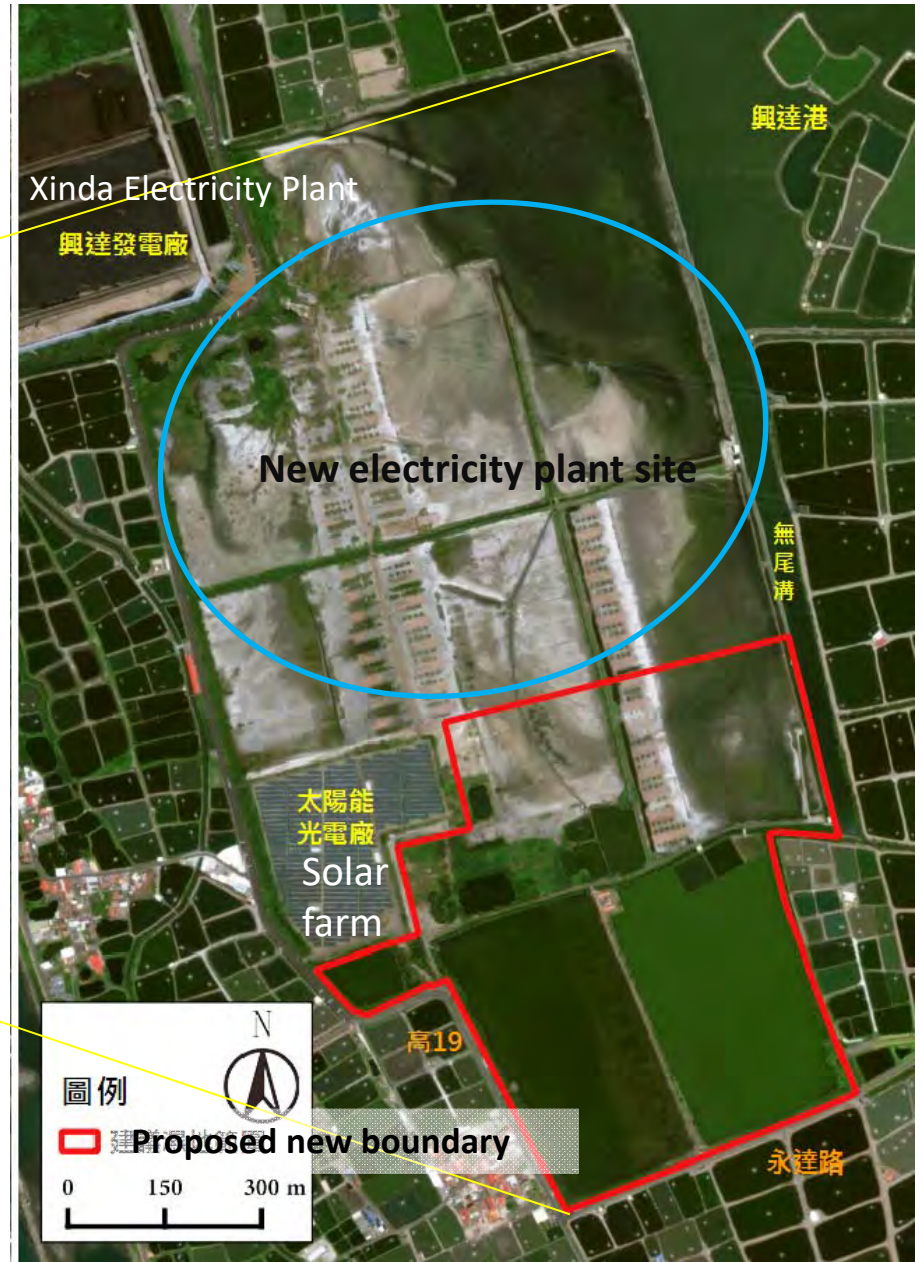 興達港
Xinda Electricity Plant
興達發電廠
New electricity plant site
無尾溝
太陽能
光電廠
Solar
farm
高19
N
圖例
Proposed new boundary
永達路
0 150 300 m